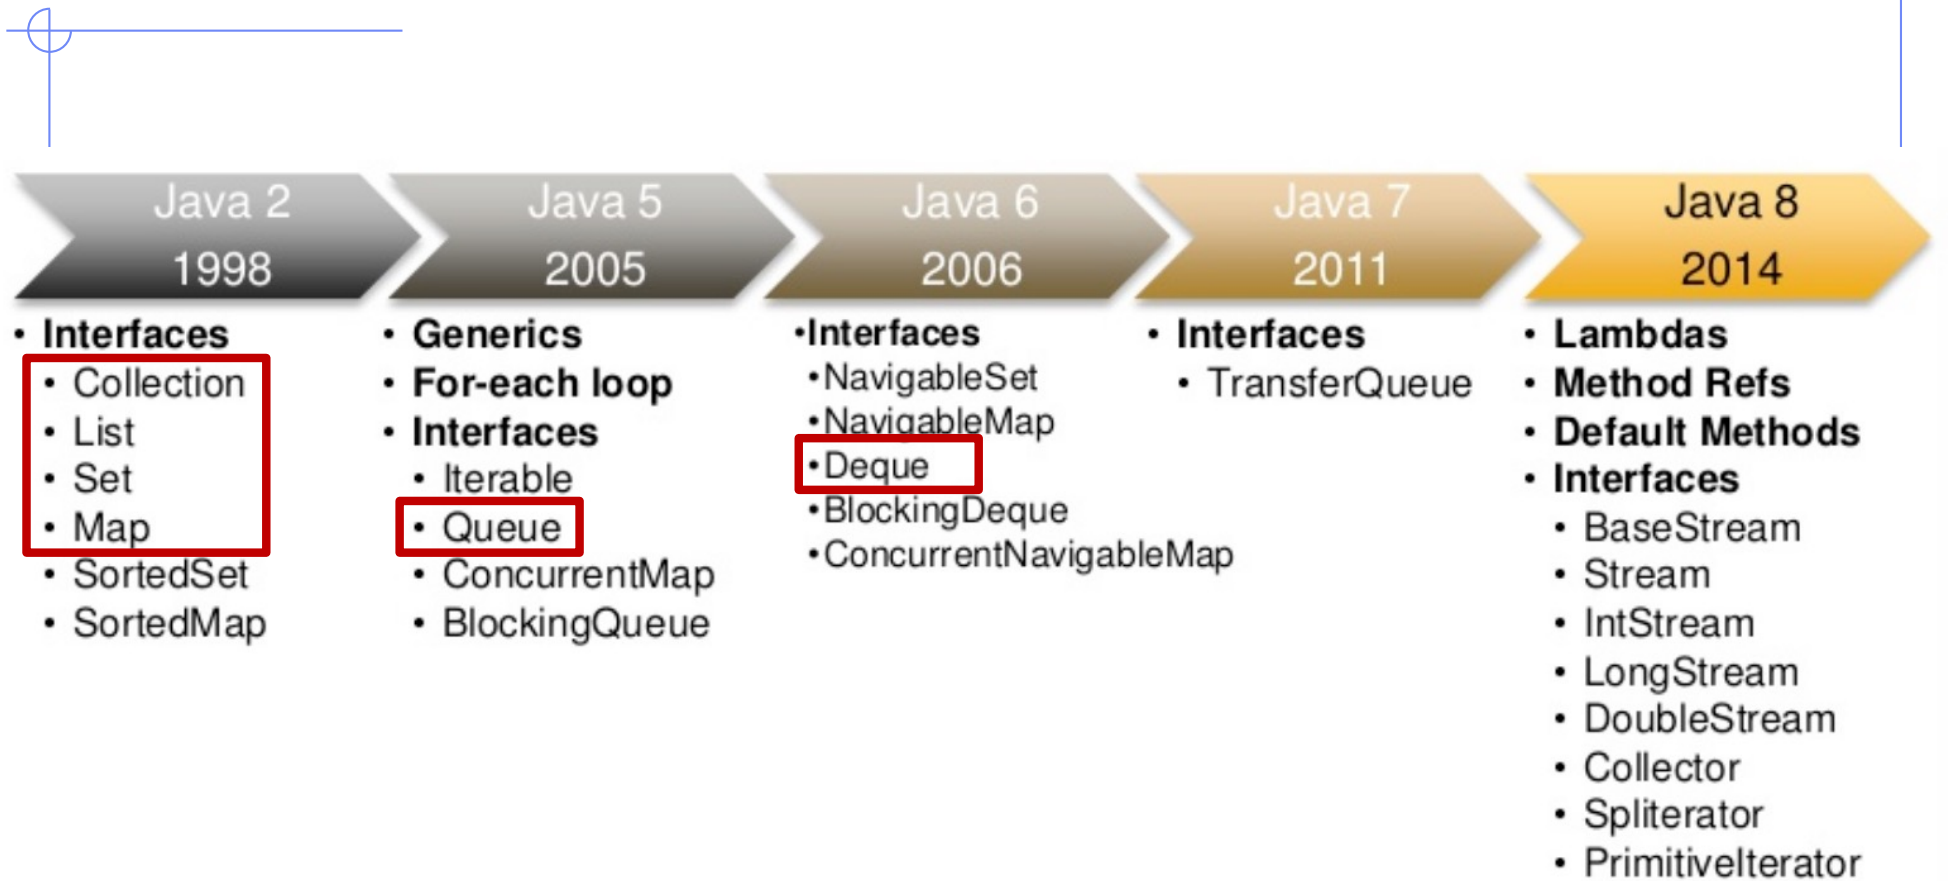 Java 2
1998
• Interfaces
• Collection
• List
• Set
• Map
• SortedSet
• SortedMap
Java 5
2005
• Generics
• For-each loop
• Interfaces
• Iterable
• Queue
• ConcurrentMap
• BlockingQueue
Java 6
2006
•Interfaces
•NavigableSet
•NavigableMap
•Deque
•BlockingDeque
•ConcurrentNavigableMap
Java 7
2011
• Interfaces
• TransferQueue
Java 8
2014
• Lambdas
• Method Refs
• Default Methods
• Interfaces
• BaseStream
• Stream
• IntStream
• LongStream
• DoubleStream
• Collector
• Spliterator
• PrimitiveIterator